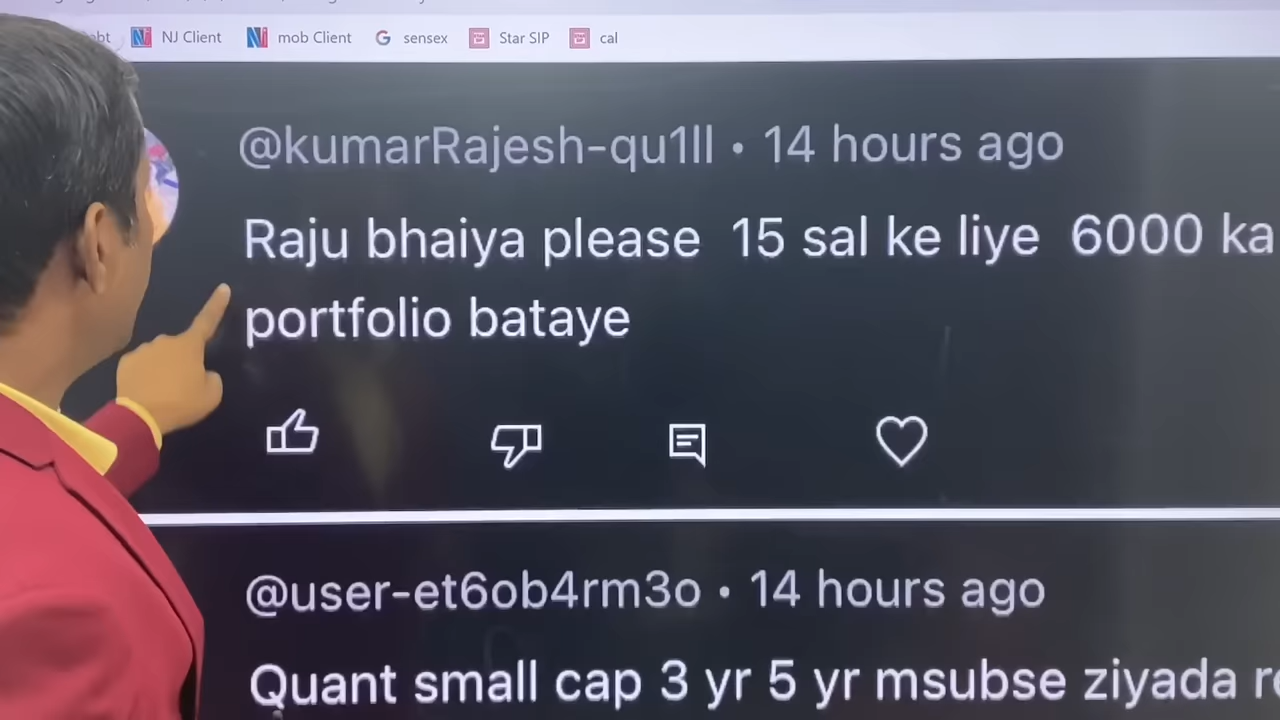 NJ Client mob Client sensex Star SIP cal
@kumarRajesh-qu1ll • 14 hours ago
Raju bhaiya please 15 sal ke liye 6000 ka
portfolio bataye
@user-et6ob4rm3o • 14 hours ago
Quant small cap 3 yr 5 yr msubse ziyada